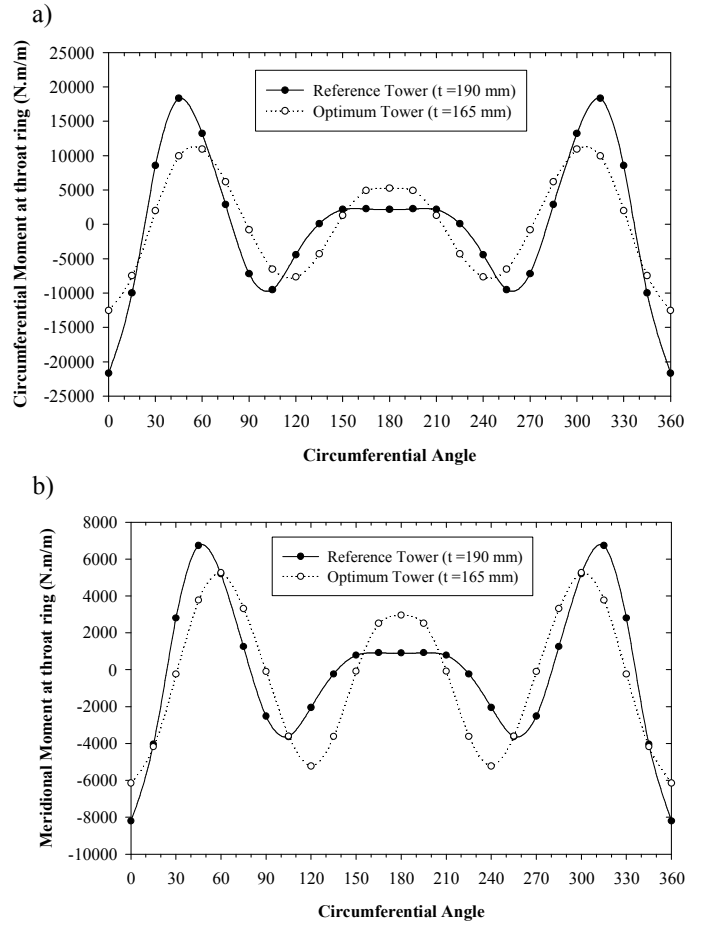 a)
25000
20000
15000
10000
5000
0
-5000
-10000
-15000
-20000
-25000
Circumferential Moment at throat ring (N.m/m)
Reference Tower (t =190 mm)
Optimum Tower (t =165 mm)
0 30 60 90 120 150 180 210 240 270 300 330 360
Circumferential Angle
b)
8000
6000
4000
2000
0
-2000
-4000
-6000
-8000
-10000
Meridional Moment at throat ring (N.m/m)
Reference Tower (t =190 mm)
Optimum Tower (t =165 mm)
0 30 60 90 120 150 180 210 240 270 300 330 360
Circumferential Angle